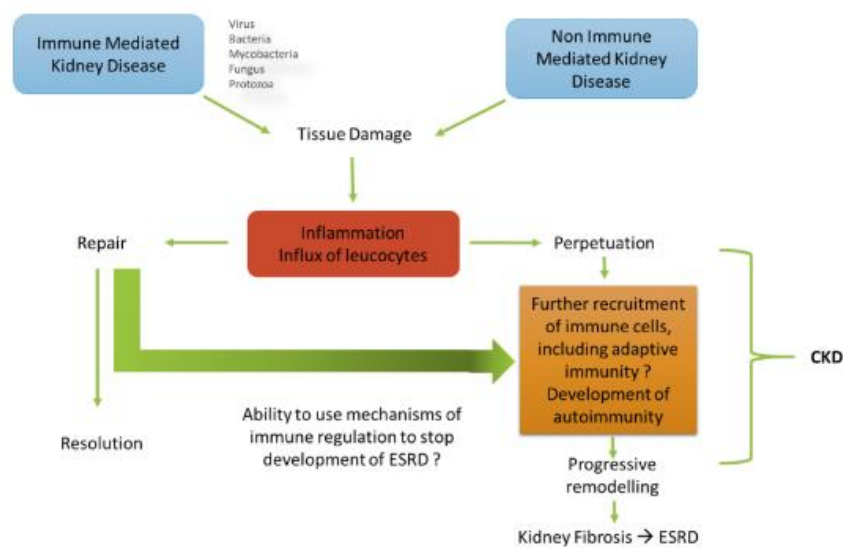 Immune Mediated
Kidney Disease
Virus
Bacteria
Mycobacteria
Fungus
Protozoa
Non Immune
Mediated Kidney
Disease
Tissue Damage
Repair
Inflammation
Influx of leucocytes
Perpetuation
Further recruitment
of immune cells,
including adaptive
immunity ?
Development of
autoimmunity
CKD
Ability to use mechanisms of
immune regulation to stop
development of ESRD ?
Resolution
Progressive
remodelling
Kidney Fibrosis → ESRD